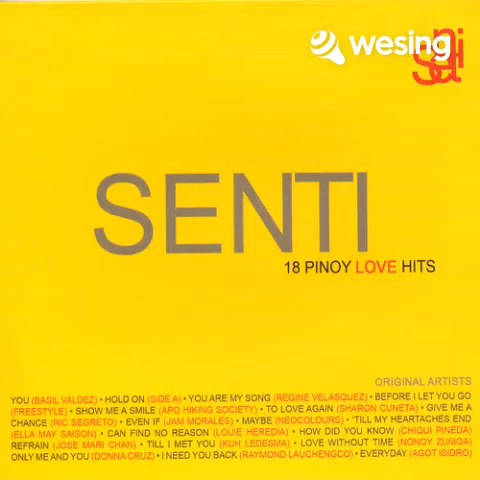 wesing
senti
SENTI
18 PINOY LOVE HITS
ORIGINAL ARTISTS
YOU (BASIL VALDEZ) • HOLD ON (SIDE A) • YOU ARE MY SONG (REGINE VELASQUEZ) • BEFORE I LET YOU GO
(FREESTYLE) • SHOW ME A SMILE (APO HIKING SOCIETY) • TO LOVE AGAIN (SHARON CUNETA) • GIVE ME A
CHANCE (RIC SEGRETO) • EVEN IF (JAM MORALES) • MAYBE (NEOCOLOURS) • 'TILL MY HEARTACHES END
(ELLA MAY SAISON) • CAN FIND NO REASON (LOUIE HEREDIA) • HOW DID YOU KNOW (CHIQUI PINEDA)
REFRAIN (JOSE MARI CHAN) • TILL I MET YOU (KUH LEDESMA) • LOVE WITHOUT TIME (NONOY ZUÑIGA)
ONLY ME AND YOU (DONNA CRUZ) • I NEED YOU BACK (RAYMOND LAUCHENGCO) • EVERYDAY (AGOT ISIDRO)